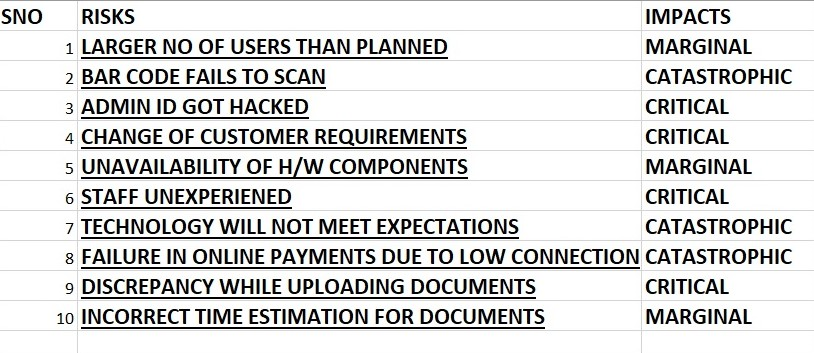 SNO RISKS IMPACTS
1 LARGER NO OF USERS THAN PLANNED MARGINAL
2 BAR CODE FAILS TO SCAN CATASTROPHIC
3 ADMIN ID GOT HACKED CRITICAL
4 CHANGE OF CUSTOMER REQUIREMENTS CRITICAL
5 UNAVAILABILITY OF H/W COMPONENTS MARGINAL
6 STAFF UNEXPERIENED CRITICAL
7 TECHNOLOGY WILL NOT MEET EXPECTATIONS CATASTROPHIC
8 FAILURE IN ONLINE PAYMENTS DUE TO LOW CONNECTION CATASTROPHIC
9 DISCREPANCY WHILE UPLOADING DOCUMENTS CRITICAL
10 INCORRECT TIME ESTIMATION FOR DOCUMENTS MARGINAL